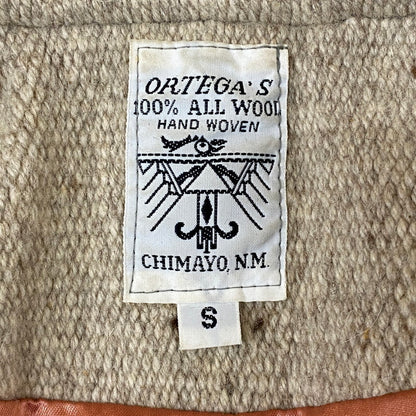 ORTEGA'S
100% ALL WOOL
HAND WOVEN
CHIMAYO, N.M.
S